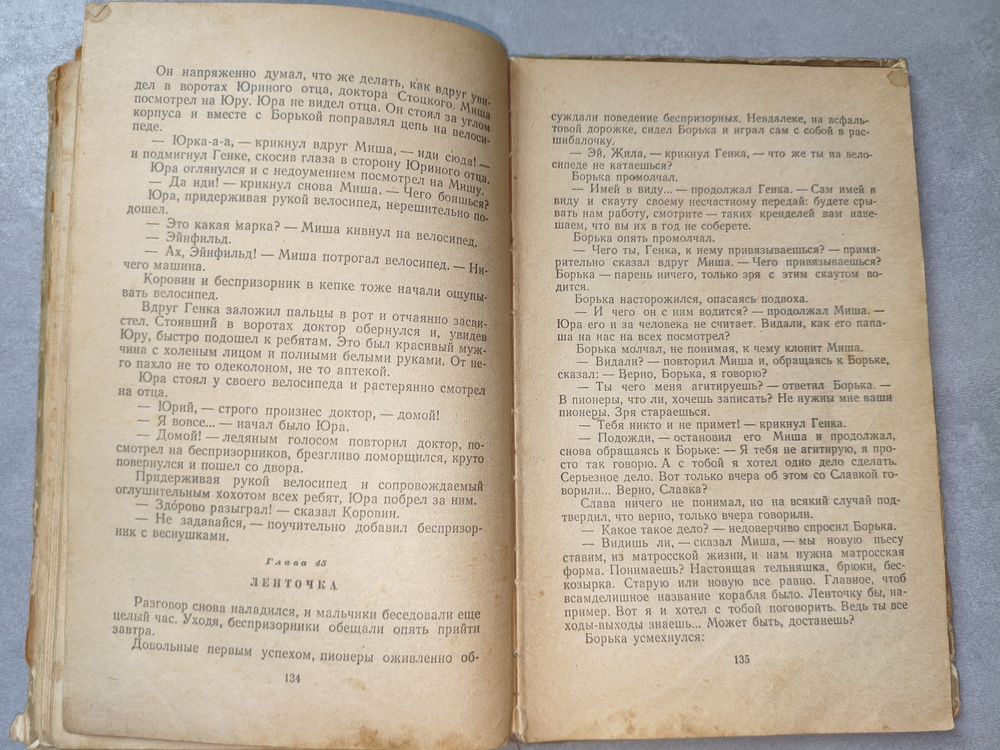 Он напряженно думал, что же делать, как вдруг уви-
дел в воротах Юриного отца, доктора Стоцкого. Миша
посмотрел на Юру. Юра не видел отца. Он стоял за углом
корпуса и вместе с Борькой поправлял цепь на велоси-
педе.
— Юрка-а-а, — крикнул вдруг Миша, — иди сюда! —
и подмигнул Генке, скосив глаза в сторону Юриного отца.
Юра оглянулся и с недоумением посмотрел на Мишу.
— Да иди! — крикнул снова Миша. — Чего боишься?
Юра, придерживая рукой велосипед, нерешительно по-
дошел.
— Это какая марка? — Миша кивнул на велосипед.
— Эйнфильд.
— Ах, Эйнфильд! — Миша потрогал велосипед. — Ни-
чего машина.
Коровин и беспризорник в кепке тоже начали ощупы-
вать велосипед.
Вдруг Генка заложил пальцы в рот и отчаянно засви-
стел. Стоявший в воротах доктор обернулся и, увидев
Юру, быстро подошел к ребятам. Это был красивый муж-
чина с холеным лицом и полными белыми руками. От не-
го пахло не то одеколоном, не то аптекой.
Юра стоял у своего велосипеда и растерянно смотрел
на отца.
— Юрий, — строго произнес доктор, — домой!
— Я вовсе... — начал было Юра.
— Домой! — ледяным голосом повторил доктор, по-
смотрел на беспризорников, брезгливо поморщился, круто
повернулся и пошел со двора.
Придерживая рукой велосипед и сопровождаемый
оглушительным хохотом всех ребят, Юра побрел за ним.
— Здорово разыграл! — сказал Коровин.
— Не задавайся, — поучительно добавил беспризор-
ник с веснушками.
Глава 45
ЛЕНТОЧКА
Разговор снова наладился, и мальчики беседовали еще
целый час. Уходя, беспризорники обещали опять прийти
завтра.
Довольные первым успехом, пионеры оживленно об-
134
суждали поведение беспризорных. Невдалеке, на асфаль-
товой дорожке, сидел Борька и играл сам с собой в рас-
шибалочку.
— Эй, Жила, — крикнул Генка, — что же ты на вело-
сипеде не катаешься?
Борька промолчал.
— Имей в виду... — продолжал Генка. — Сам имей в
виду и скауту своему несчастному передай: будете сры-
вать нам работу, смотрите — таких кренделей вам наве-
шаем, что вы их в год не соберете.
Борька опять промолчал.
— Чего ты, Генка, к нему привязываешься? — прими-
рительно сказал вдруг Миша. — Чего привязываешься?
Борька — парень ничего, только зря с этим скаутом во-
дится.
Борька насторожился, опасаясь подвоха.
— И чего он с ним водится? — продолжал Миша. —
Юра его и за человека не считает. Видали, как его папа-
ша на нас на всех посмотрел?
Борька молчал, не понимая, к чему клонит Миша.
— Видали? — повторил Миша и, обращаясь к Борьке,
сказал: — Верно, Борька, я говорю?
— Ты чего меня агитируешь? — ответил Борька. —
В пионеры, что ли, хочешь записать? Не нужны мне ваши
пионеры. Зря стараешься.
— Тебя никто и не примет! — крикнул Генка.
— Подожди, — остановил его Миша и продолжал,
снова обращаясь к Борьке: — Я тебя не агитирую, я про-
сто так говорю. А с тобой я хотел одно дело сделать.
Серьезное дело. Вот только вчера об этом со Славкой го-
ворили... Верно, Славка?
Слава ничего не понимал, но на всякий случай под-
твердил, что верно, только вчера говорили.
— Какое такое дело? — недоверчиво спросил Борька.
— Видишь ли, — сказал Миша, — мы новую пьесу
ставим, из матросской жизни, и нам нужна матросская
форма. Понимаешь? Настоящая тельняшка, брюки, бес-
козырка. Старую или новую все равно. Главное, чтоб
всамделишное название корабля было. Ленточку бы, на-
пример. Вот я и хотел с тобой поговорить. Ведь ты все
ходы-выходы знаешь... Может быть, достанешь?
Борька усмехнулся:
135